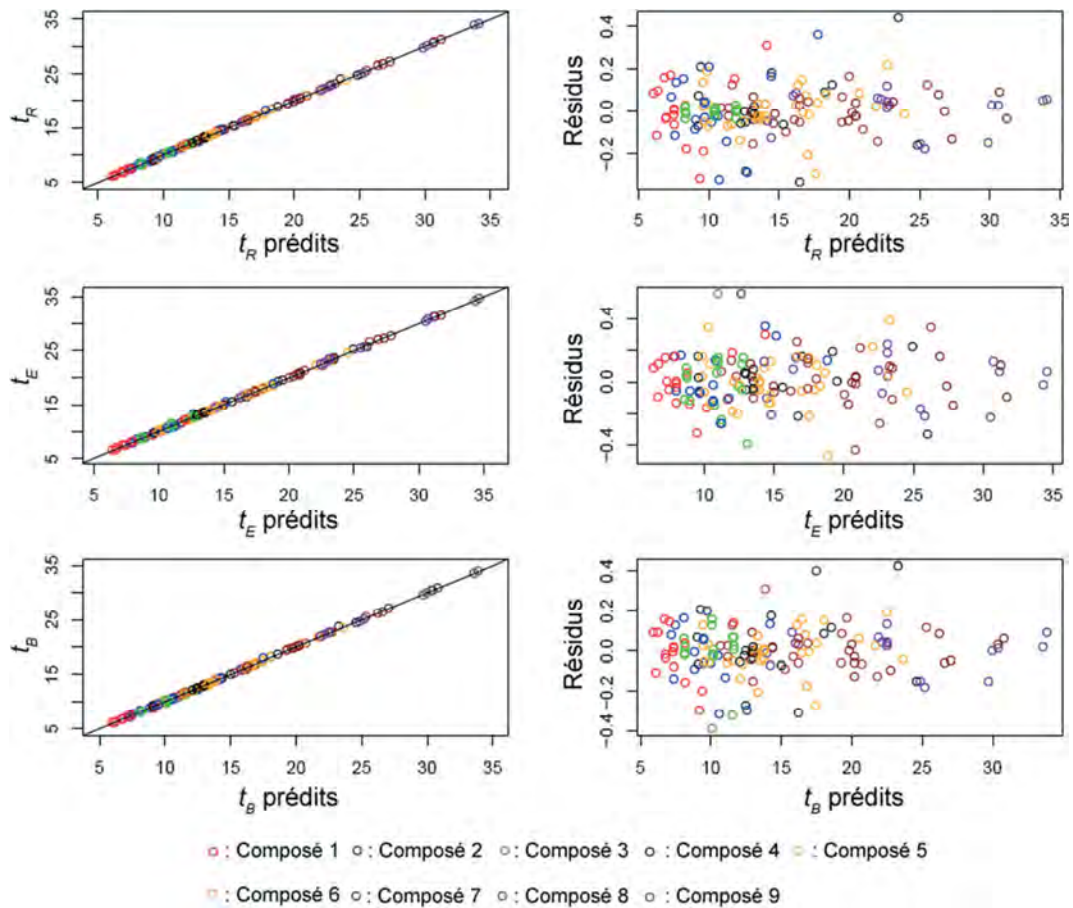 35
25
15
5
t_R
5 10 15 20 25 30 35
t_R prédits
0.4
0.2
0.0
−0.2
Résidus
10 15 20 25 30 35
t_R prédits
35
25
15
5
t_E
5 10 15 20 25 30 35
t_E prédits
0.4
0.0
−0.4
Résidus
10 15 20 25 30 35
t_E prédits
35
25
15
5
t_B
5 10 15 20 25 30 35
t_B prédits
0.4
0.2
0.0
−0.2
−0.4
Résidus
10 15 20 25 30 35
t_B prédits
: Composé 1 : Composé 2 : Composé 3 : Composé 4 : Composé 5
: Composé 6 : Composé 7 : Composé 8 : Composé 9